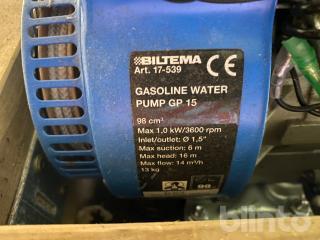 BILTEMA
Art. 17-539
CE
GASOLINE WATER
PUMP GP 15
98 cm³
Max 1,0 kW/3600 rpm
Inlet/outlet: Ø 1,5"
Max suction: 6 m
Max head: 16 m
Max flow: 14 m³/h
13 kg
98
blinto